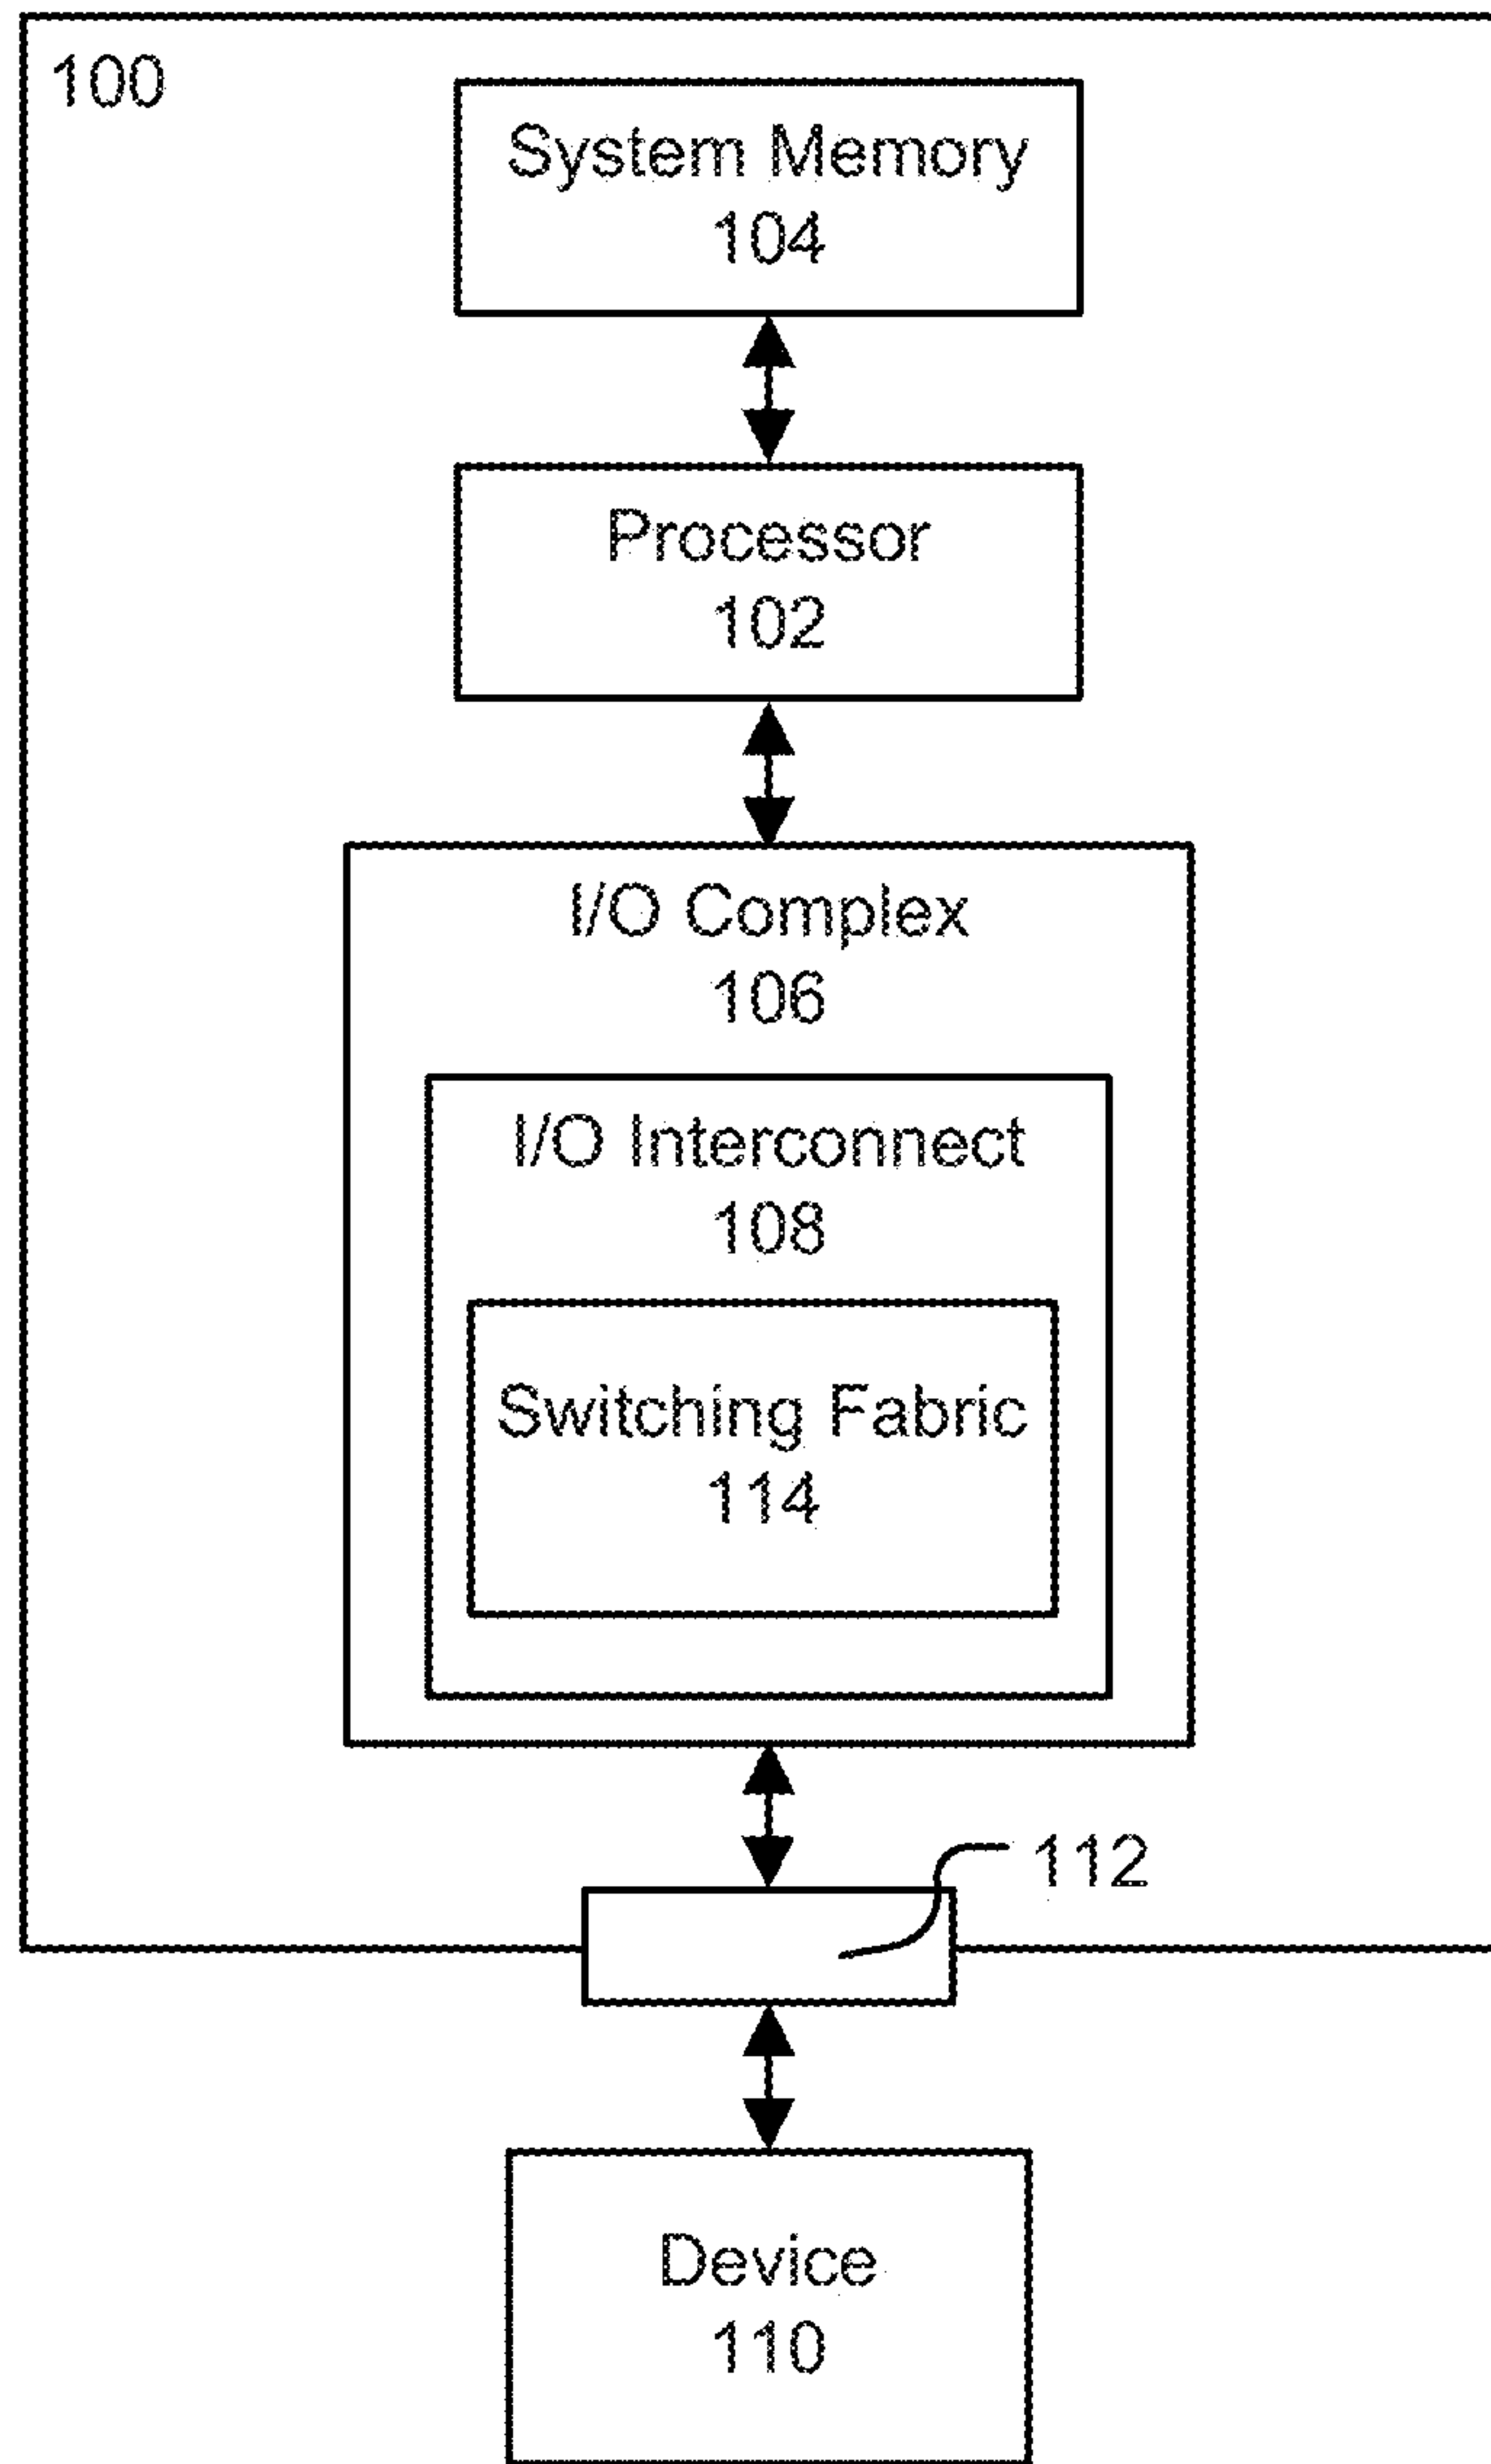 100
System Memory
104
Processor
102
I/O Complex
106
I/O Interconnect
108
Switching Fabric
114
112
Device
110